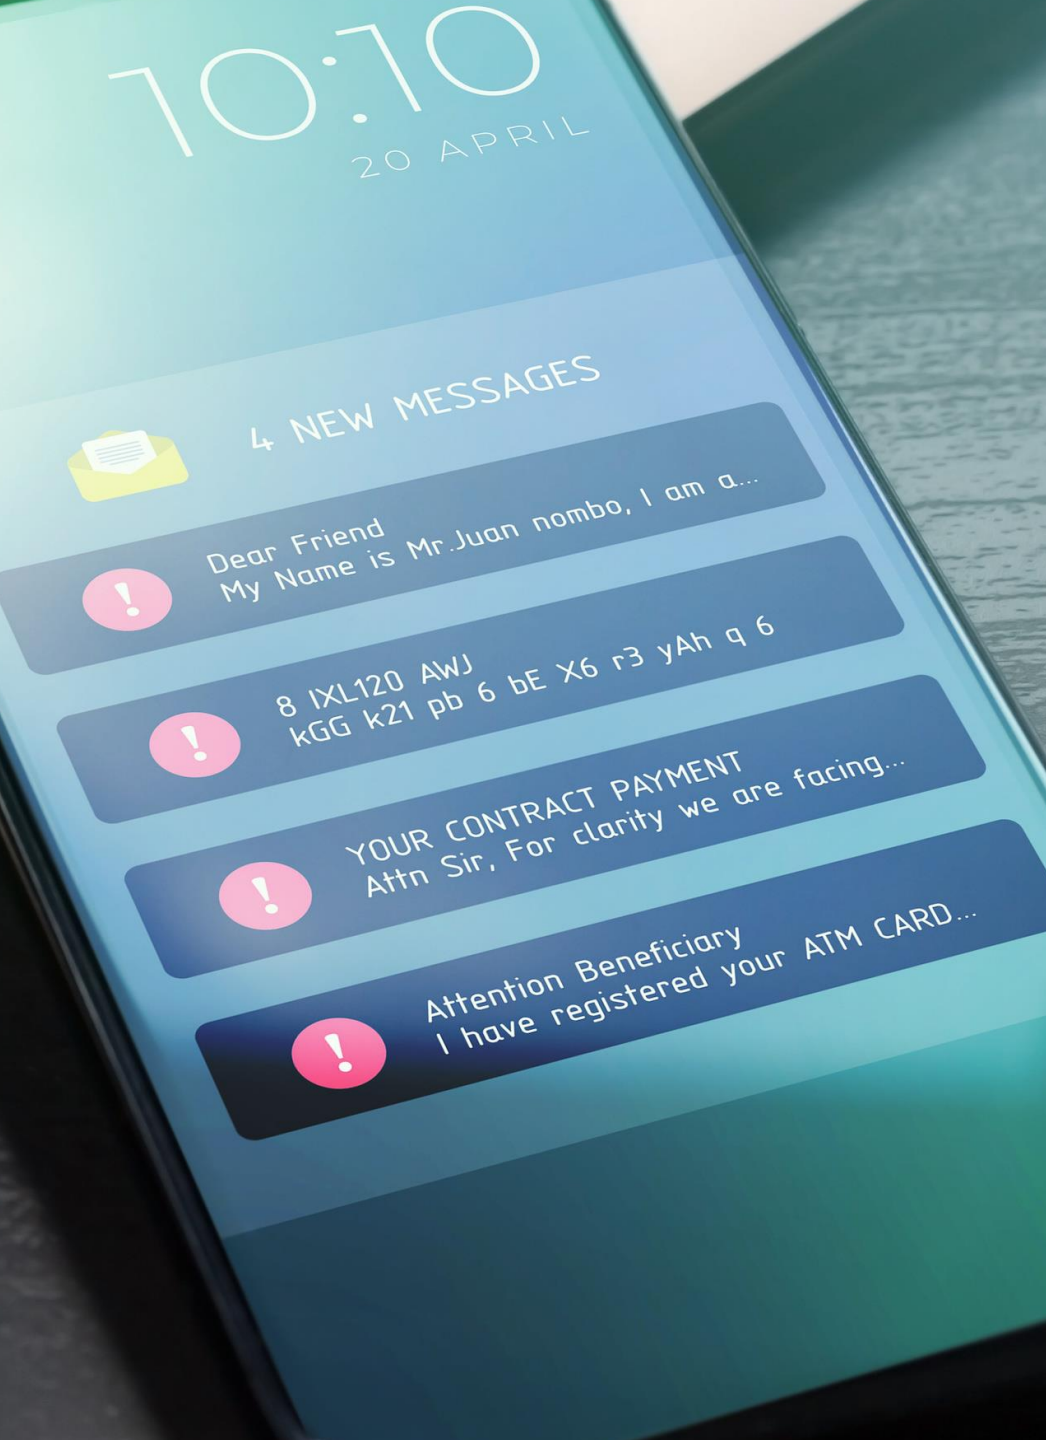 10:10
20 APRIL
4 NEW MESSAGES
Dear Friend
My Name is Mr.Juan nombo, I am a...
8 IXL120 AWJ
kGG k21 pb 6 bE X6 r3 yAh q 6
YOUR CONTRACT PAYMENT
Attn Sir, For clarity we are facing...
Attention Beneficiary
I have registered your ATM CARD...